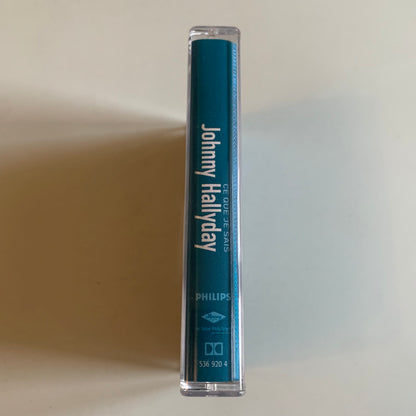 Johnny Hallyday
CE QUE JE SAIS
PHILIPS
536 920 4